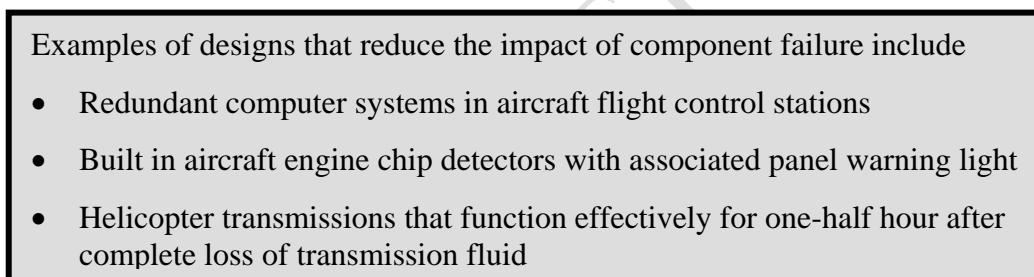 Examples of designs that reduce the impact of component failure include
• Redundant computer systems in aircraft flight control stations
• Built in aircraft engine chip detectors with associated panel warning light
• Helicopter transmissions that function effectively for one-half hour after
complete loss of transmission fluid